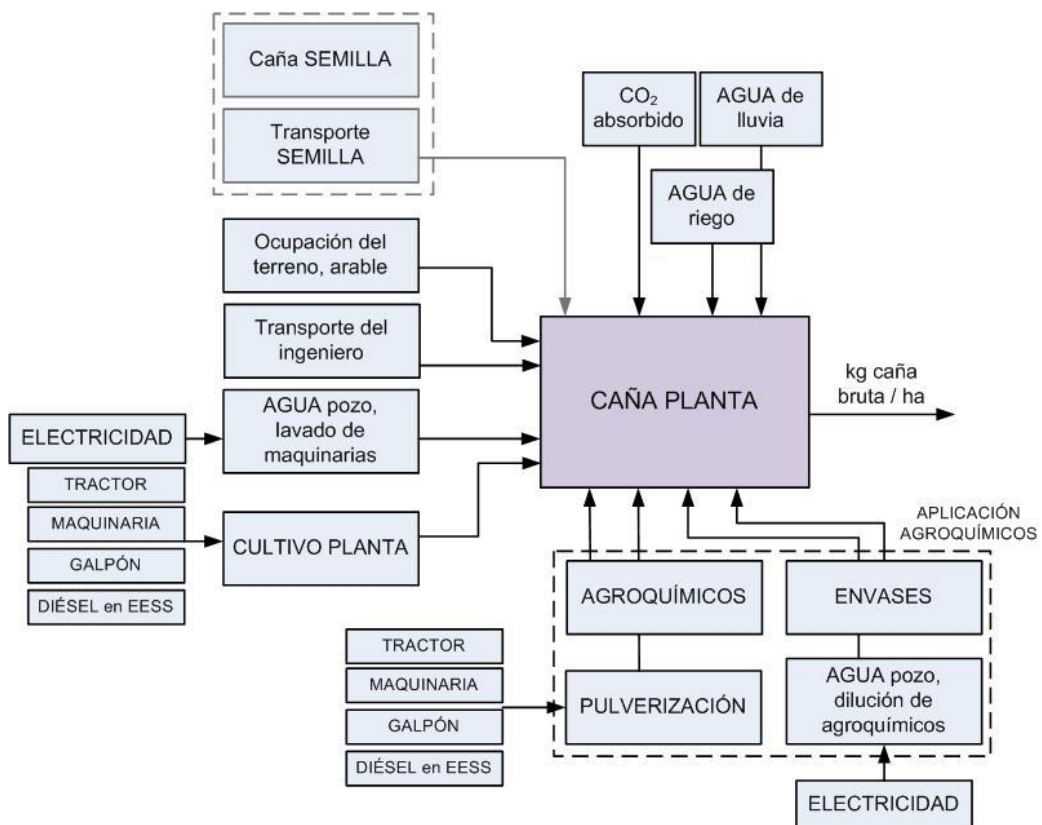 Caña SEMILLA
Transporte
SEMILLA
CO₂
absorbido
AGUA de
lluvia
AGUA de
riego
Ocupación del
terreno, arable
Transporte del
ingeniero
AGUA pozo,
lavado de
maquinarias
ELECTRICIDAD
TRACTOR
MAQUINARIA
GALPÓN
DIÉSEL en EESS
CULTIVO PLANTA
CAÑA PLANTA
kg caña
bruta / ha
APLICACIÓN
AGROQUÍMICOS
AGROQUÍMICOS
ENVASES
TRACTOR
MAQUINARIA
GALPÓN
DIÉSEL en EESS
PULVERIZACIÓN
AGUA pozo,
dilución de
agroquímicos
ELECTRICIDAD